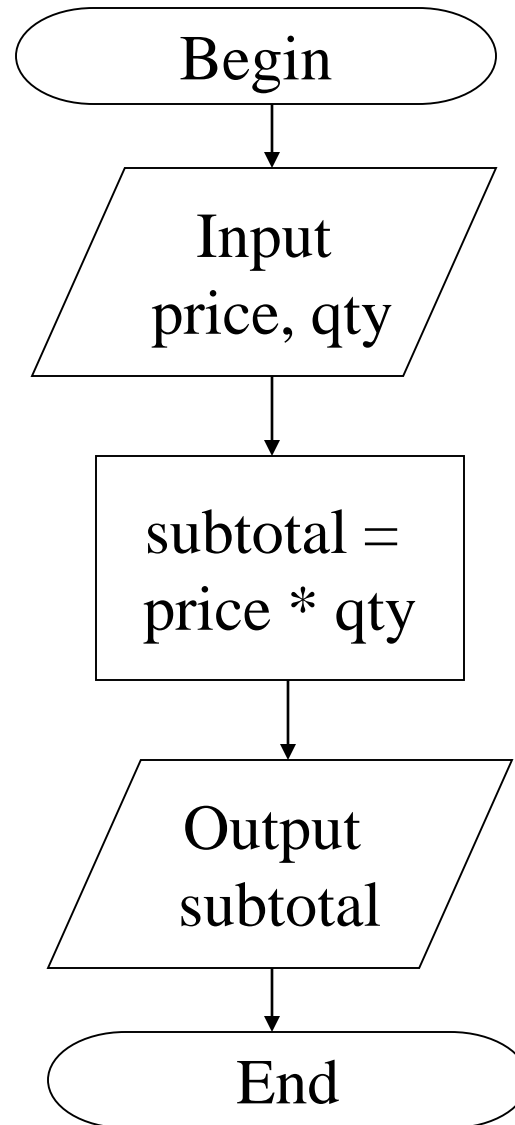 Begin
Input
price, qty
subtotal =
price * qty
Output
subtotal
End